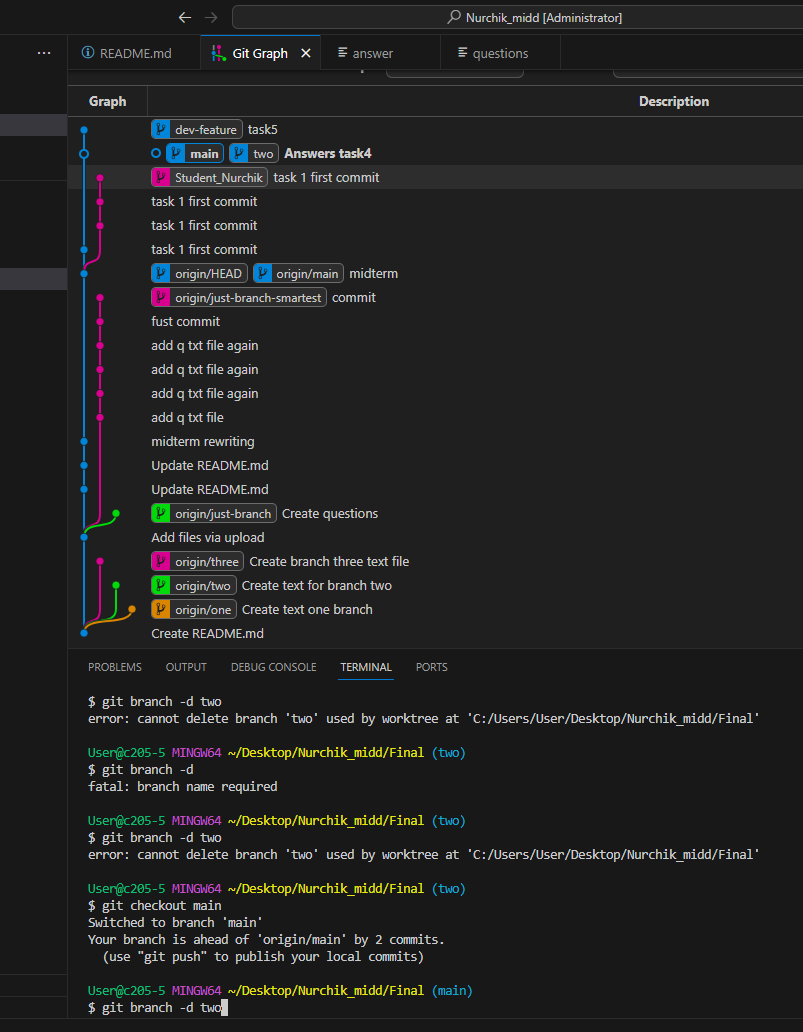 Nurchik_midd [Administrator]
README.md
Git Graph
answer
questions
Graph
Description
dev-feature task5
main two Answers task4
Student_Nurchik task 1 first commit
task 1 first commit
task 1 first commit
task 1 first commit
origin/HEAD origin/main midterm
origin/just-branch-smartest commit
fust commit
add q txt file again
add q txt file again
add q txt file again
add q txt file
midterm rewriting
Update README.md
Update README.md
origin/just-branch Create questions
Add files via upload
origin/three Create branch three text file
origin/two Create text for branch two
origin/one Create text one branch
Create README.md
PROBLEMS OUTPUT DEBUG CONSOLE TERMINAL PORTS
$ git branch -d two
error: cannot delete branch 'two' used by worktree at 'C:/Users/User/Desktop/Nurchik_midd/Final'
User@c205-5 MINGW64 ~/Desktop/Nurchik_midd/Final (two)
$ git branch -d
fatal: branch name required
User@c205-5 MINGW64 ~/Desktop/Nurchik_midd/Final (two)
$ git branch -d two
error: cannot delete branch 'two' used by worktree at 'C:/Users/User/Desktop/Nurchik_midd/Final'
User@c205-5 MINGW64 ~/Desktop/Nurchik_midd/Final (two)
$ git checkout main
Switched to branch 'main'
Your branch is ahead of 'origin/main' by 2 commits.
(use "git push" to publish your local commits)
User@c205-5 MINGW64 ~/Desktop/Nurchik_midd/Final (main)
$ git branch -d two